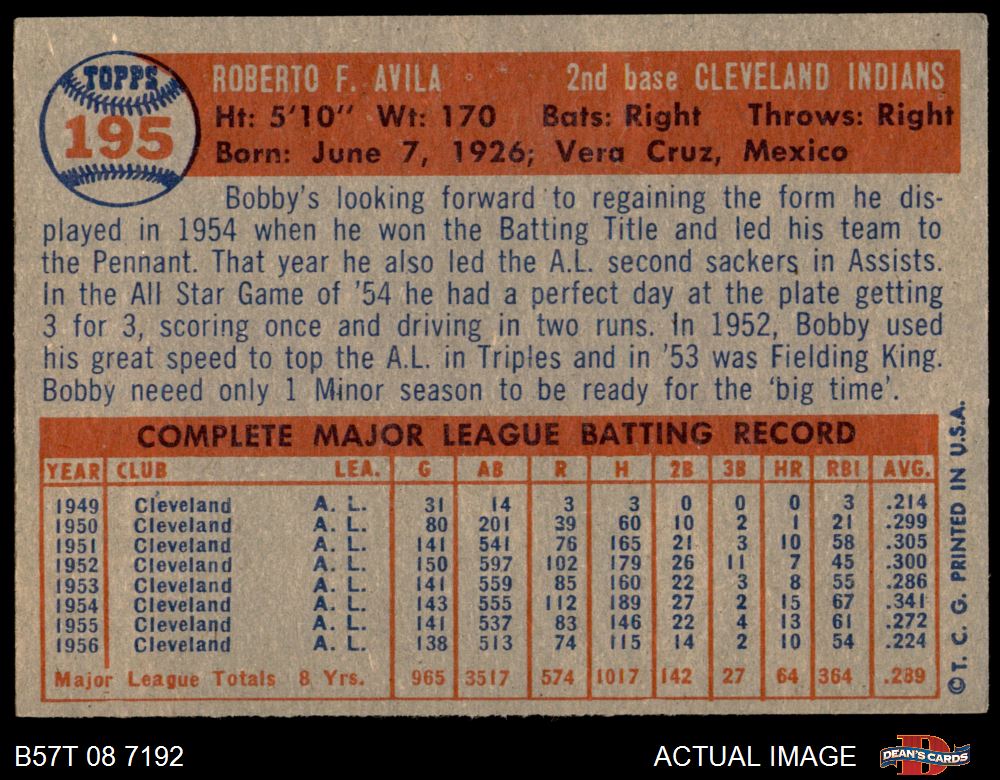 TOPPS
195
ROBERTO F. AVILA 2nd base CLEVELAND INDIANS
Ht: 5'10" Wt: 170 Bats: Right Throws: Right
Born: June 7, 1926; Vera Cruz, Mexico
Bobby's looking forward to regaining the form he dis-
played in 1954 when he won the Batting Title and led his team to
the Pennant. That year he also led the A.L. second sackers in Assists.
In the All Star Game of '54 he had a perfect day at the plate getting
3 for 3, scoring once and driving in two runs. In 1952, Bobby used
his great speed to top the A.L. in Triples and in '53 was Fielding King.
Bobby neeed only 1 Minor season to be ready for the 'big time'.
COMPLETE MAJOR LEAGUE BATTING RECORD
YEAR CLUB LEA. G AB R H 2B 3B HR RBI AVG.
1949 Cleveland A. L. 31 14 3 3 0 0 0 3 .214
1950 Cleveland A. L. 80 201 39 60 10 2 1 21 .299
1951 Cleveland A. L. 141 541 76 165 21 3 10 58 .305
1952 Cleveland A. L. 150 597 102 179 26 11 7 45 .300
1953 Cleveland A. L. 141 559 85 160 22 3 8 55 .286
1954 Cleveland A. L. 143 555 112 189 27 2 15 67 .341
1955 Cleveland A. L. 141 537 83 146 22 4 13 61 .272
1956 Cleveland A. L. 138 513 74 115 14 2 10 54 .224
Major League Totals 8 Yrs. 965 3517 574 1017 142 27 64 364 .289
© T. C. G. PRINTED IN U.S.A.
B57T 08 7192 ACTUAL IMAGE DEAN'S CARDS